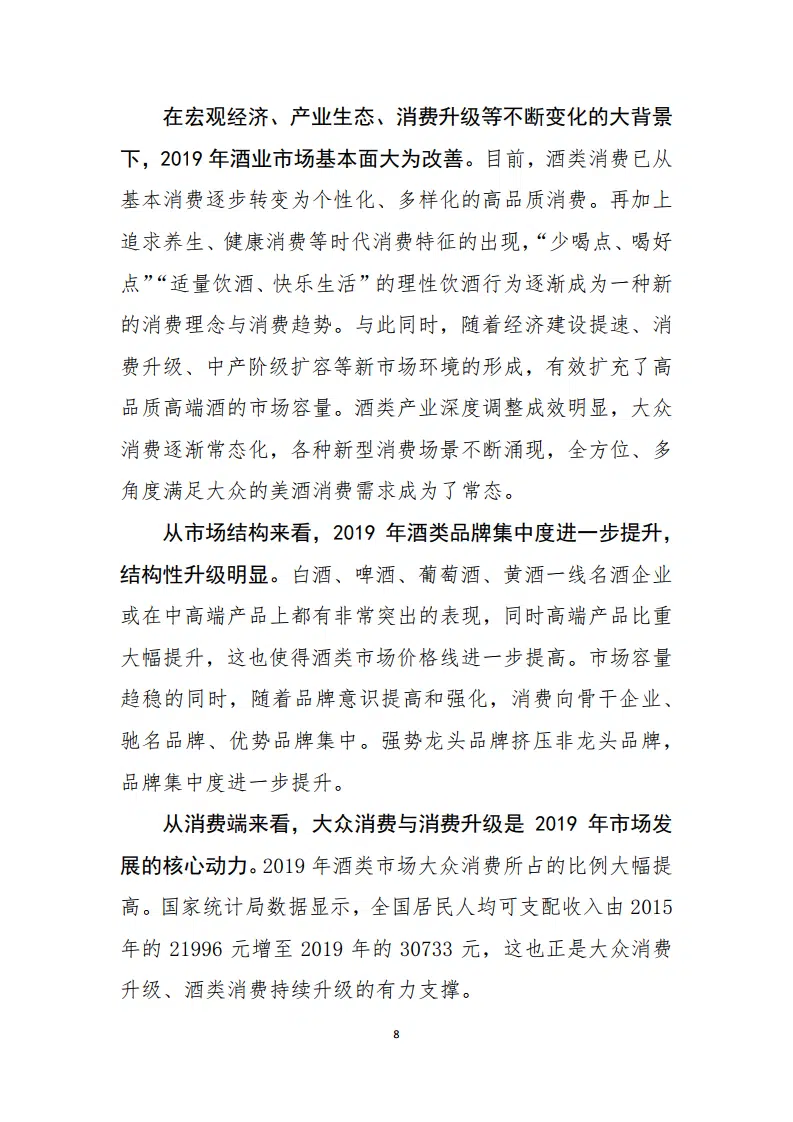 在宏观经济、产业生态、消费升级等不断变化的大背景
下，2019 年酒业市场基本面大为改善。目前，酒类消费已从
基本消费逐步转变为个性化、多样化的高品质消费。再加上
追求养生、健康消费等时代消费特征的出现，“少喝点、喝好
点”“适量饮酒、快乐生活”的理性饮酒行为逐渐成为一种新
的消费理念与消费趋势。与此同时，随着经济建设提速、消
费升级、中产阶级扩容等新市场环境的形成，有效扩充了高
品质高端酒的市场容量。酒类产业深度调整成效明显，大众
消费逐渐常态化，各种新型消费场景不断涌现，全方位、多
角度满足大众的美酒消费需求成为了常态。
从市场结构来看，2019 年酒类品牌集中度进一步提升，
结构性升级明显。白酒、啤酒、葡萄酒、黄酒一线名酒企业
或在中高端产品上都有非常突出的表现，同时高端产品比重
大幅提升，这也使得酒类市场价格线进一步提高。市场容量
趋稳的同时，随着品牌意识提高和强化，消费向骨干企业、
驰名品牌、优势品牌集中。强势龙头品牌挤压非龙头品牌，
品牌集中度进一步提升。
从消费端来看，大众消费与消费升级是 2019 年市场发
展的核心动力。2019 年酒类市场大众消费所占的比例大幅提
高。国家统计局数据显示，全国居民人均可支配收入由 2015
年的 21996 元增至 2019 年的 30733 元，这也正是大众消费
升级、酒类消费持续升级的有力支撑。
8